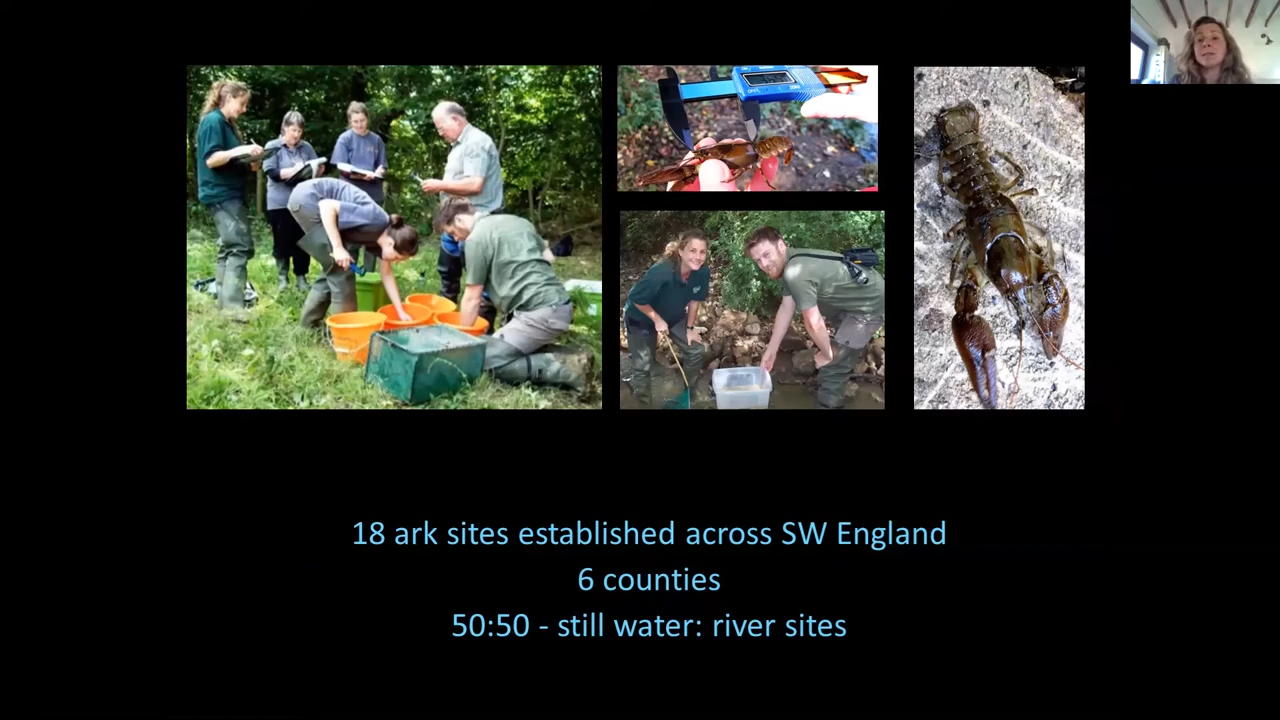 18 ark sites established across SW England
6 counties
50:50 - still water: river sites